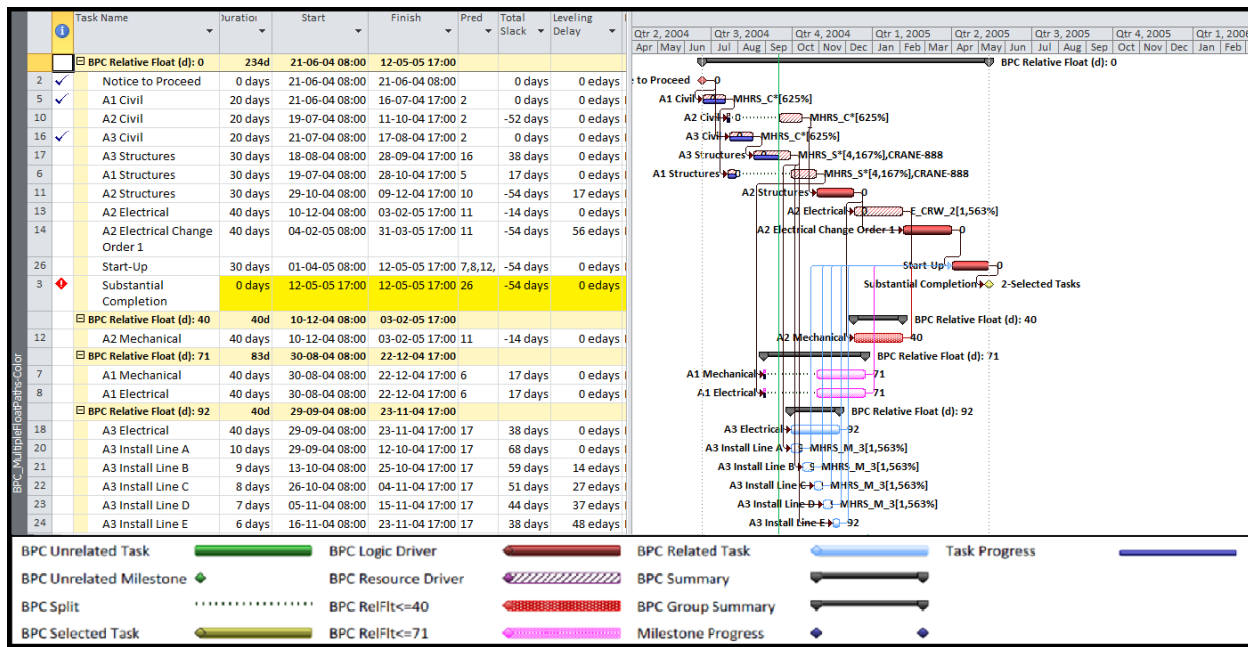 Task Name Duration Start Finish Pred Total Slack Leveling Delay
Qtr 2, 2004 Qtr 3, 2004 Qtr 4, 2004 Qtr 1, 2005 Qtr 2, 2005 Qtr 3, 2005 Qtr 4, 2005 Qtr 1, 2006
Apr May Jun Jul Aug Sep Oct Nov Dec Jan Feb Mar Apr May Jun Jul Aug Sep Oct Nov Dec Jan Feb
BPC Relative Float (d): 0 234d 21-06-04 08:00 12-05-05 17:00 BPC Relative Float (d): 0
2 Notice to Proceed 0 days 21-06-04 08:00 21-06-04 08:00 0 days 0 edays e to Proceed 0
5 A1 Civil 20 days 21-06-04 08:00 16-07-04 17:00 2 0 days 0 edays A1 Civil MHRS_C*[625%]
10 A2 Civil 20 days 19-07-04 08:00 11-10-04 17:00 2 -52 days 0 edays A2 Civil MHRS_C*[625%]
16 A3 Civil 20 days 21-07-04 08:00 17-08-04 17:00 2 0 days 0 edays A3 Civil MHRS_C*[625%]
17 A3 Structures 30 days 18-08-04 08:00 28-09-04 17:00 16 38 days 0 edays A3 Structures MHRS_S*[4,167%],CRANE-888
6 A1 Structures 30 days 19-07-04 08:00 28-10-04 17:00 5 17 days 0 edays A1 Structures MHRS_S*[4,167%],CRANE-888
11 A2 Structures 30 days 29-10-04 08:00 09-12-04 17:00 10 -54 days 17 edays A2 Structures 0
13 A2 Electrical 40 days 10-12-04 08:00 03-02-05 17:00 11 -14 days 0 edays A2 Electrical E_CRW_2[1,563%]
14 A2 Electrical Change Order 1 40 days 04-02-05 08:00 31-03-05 17:00 11 -54 days 56 edays A2 Electrical Change Order 1 0
26 Start-Up 30 days 01-04-05 08:00 12-05-05 17:00 7,8,12, -54 days 0 edays Start-Up 0
3 Substantial Completion 0 days 12-05-05 17:00 12-05-05 17:00 26 -54 days 0 edays Substantial Completion 2-Selected Tasks
BPC Relative Float (d): 40 40d 10-12-04 08:00 03-02-05 17:00 BPC Relative Float (d): 40
12 A2 Mechanical 40 days 10-12-04 08:00 03-02-05 17:00 11 -14 days 0 edays A2 Mechanical 40
BPC Relative Float (d): 71 83d 30-08-04 08:00 22-12-04 17:00 BPC Relative Float (d): 71
7 A1 Mechanical 40 days 30-08-04 08:00 22-12-04 17:00 6 17 days 0 edays A1 Mechanical 71
8 A1 Electrical 40 days 30-08-04 08:00 22-12-04 17:00 6 17 days 0 edays A1 Electrical 71
BPC Relative Float (d): 92 40d 29-09-04 08:00 23-11-04 17:00 BPC Relative Float (d): 92
18 A3 Electrical 40 days 29-09-04 08:00 23-11-04 17:00 17 38 days 0 edays A3 Electrical 92
20 A3 Install Line A 10 days 29-09-04 08:00 12-10-04 17:00 17 68 days 0 edays A3 Install Line A MHRS_M_3[1,563%]
21 A3 Install Line B 9 days 13-10-04 08:00 25-10-04 17:00 17 59 days 14 edays A3 Install Line B MHRS_M_3[1,563%]
22 A3 Install Line C 8 days 26-10-04 08:00 04-11-04 17:00 17 51 days 27 edays A3 Install Line C MHRS_M_3[1,563%]
23 A3 Install Line D 7 days 05-11-04 08:00 15-11-04 17:00 17 44 days 37 edays A3 Install Line D MHRS_M_3[1,563%]
24 A3 Install Line E 6 days 16-11-04 08:00 23-11-04 17:00 17 38 days 48 edays A3 Install Line E 92
BPC_MultipleFloatPaths-Color
BPC Unrelated Task BPC Logic Driver BPC Related Task Task Progress
BPC Unrelated Milestone BPC Resource Driver BPC Summary
BPC Split BPC RelFlt<=40 BPC Group Summary
BPC Selected Task BPC RelFlt<=71 Milestone Progress